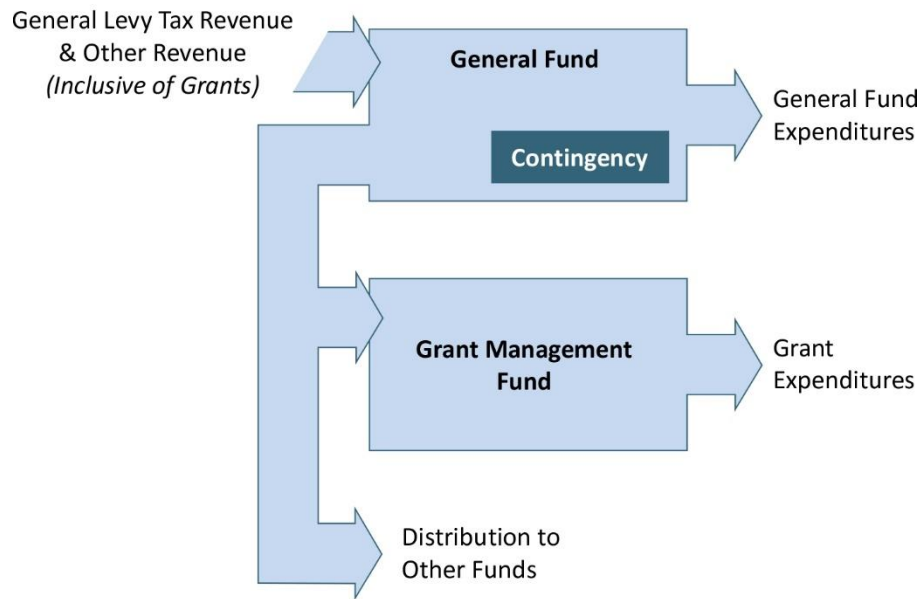 General Levy Tax Revenue
& Other Revenue
(Inclusive of Grants)
General Fund
Contingency
General Fund
Expenditures
Grant Management
Fund
Grant
Expenditures
Distribution to
Other Funds